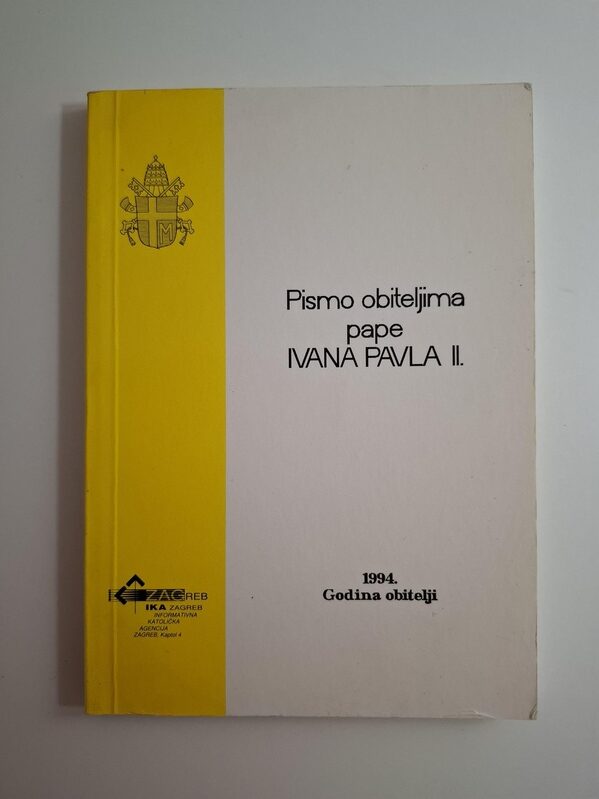 Pismo obiteljima
pape
IVANA PAVLA II.
1994.
Godina obitelji
ZAGREB
IKA ZAGREB
INFORMATIVNA
KATOLIČKA
AGENCIJA
ZAGREB, Kaptol 4
M